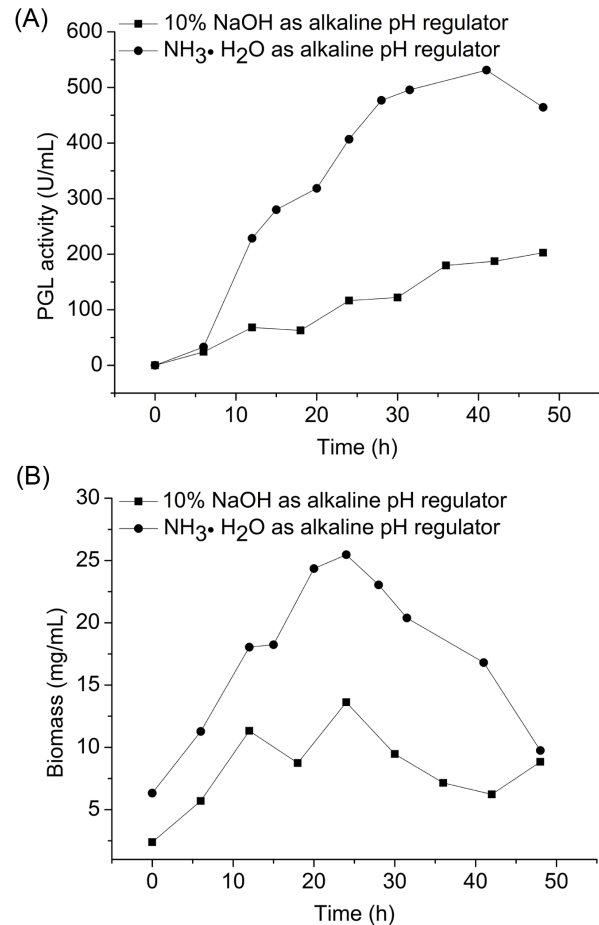 (A)
10% NaOH as alkaline pH regulator
NH3• H2O as alkaline pH regulator
600
500
400
300
200
100
0
PGL activity (U/mL)
0 10 20 30 40 50
Time (h)
(B)
10% NaOH as alkaline pH regulator
NH3• H2O as alkaline pH regulator
30
25
20
15
10
5
Biomass (mg/mL)
0 10 20 30 40 50
Time (h)